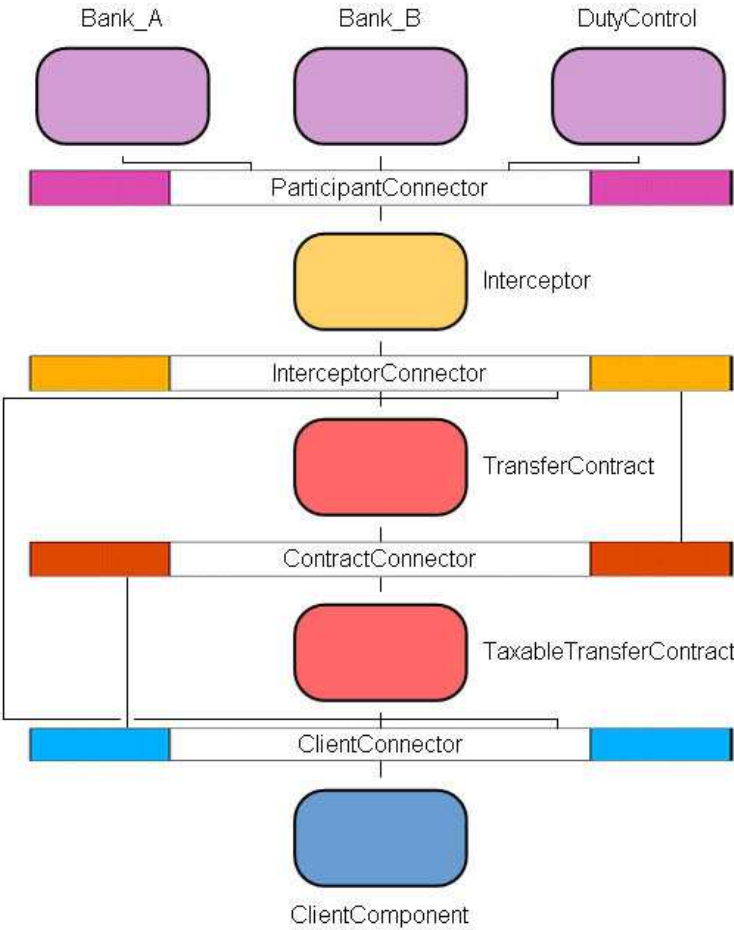 Bank_A
Bank_B
DutyControl
ParticipantConnector
Interceptor
InterceptorConnector
TransferContract
ContractConnector
TaxableTransferContract
ClientConnector
ClientComponent